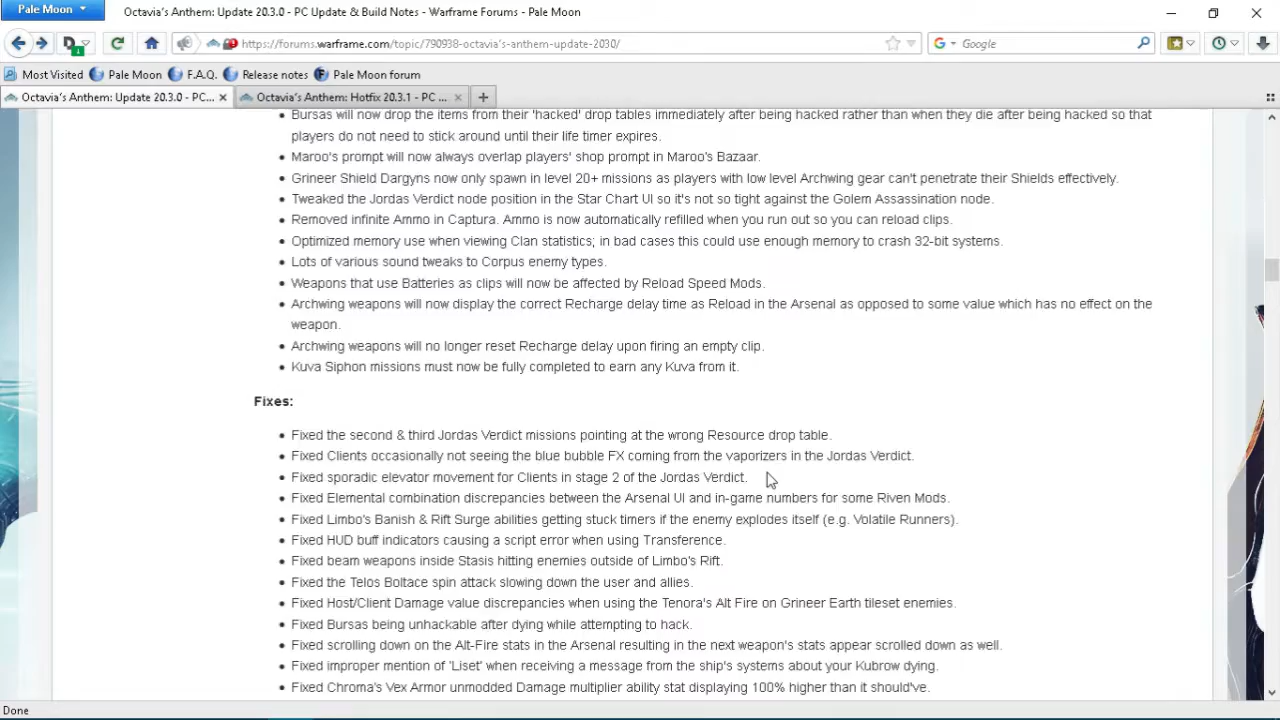 Pale Moon
Octavia's Anthem: Update 20.3.0 - PC Update & Build Notes - Warframe Forums - Pale Moon
https://forums.warframe.com/topic/790938-octavia's-anthem-update-2030/
Google
Most Visited Pale Moon F.A.Q. Release notes Pale Moon forum
Octavia's Anthem: Update 20.3.0 - PC... Octavia's Anthem: Hotfix 20.3.1 - PC ...
• Bursas will now drop the items from their 'hacked' drop tables immediately after being hacked rather than when they die after being hacked so that
players do not need to stick around until their life timer expires.
• Maroo's prompt will now always overlap players' shop prompt in Maroo's Bazaar.
• Grineer Shield Dargyns now only spawn in level 20+ missions as players with low level Archwing gear can't penetrate their Shields effectively.
• Tweaked the Jordas Verdict node position in the Star Chart UI so it's not so tight against the Golem Assassination node.
• Removed infinite Ammo in Captura. Ammo is now automatically refilled when you run out so you can reload clips.
• Optimized memory use when viewing Clan statistics; in bad cases this could use enough memory to crash 32-bit systems.
• Lots of various sound tweaks to Corpus enemy types.
• Weapons that use Batteries as clips will now be affected by Reload Speed Mods.
• Archwing weapons will now display the correct Recharge delay time as Reload in the Arsenal as opposed to some value which has no effect on the
weapon.
• Archwing weapons will no longer reset Recharge delay upon firing an empty clip.
• Kuva Siphon missions must now be fully completed to earn any Kuva from it.
Fixes:
• Fixed the second & third Jordas Verdict missions pointing at the wrong Resource drop table.
• Fixed Clients occasionally not seeing the blue bubble FX coming from the vaporizers in the Jordas Verdict.
• Fixed sporadic elevator movement for Clients in stage 2 of the Jordas Verdict.
• Fixed Elemental combination discrepancies between the Arsenal UI and in-game numbers for some Riven Mods.
• Fixed Limbo's Banish & Rift Surge abilities getting stuck timers if the enemy explodes itself (e.g. Volatile Runners).
• Fixed HUD buff indicators causing a script error when using Transference.
• Fixed beam weapons inside Stasis hitting enemies outside of Limbo's Rift.
• Fixed the Telos Boltace spin attack slowing down the user and allies.
• Fixed Host/Client Damage value discrepancies when using the Tenora's Alt Fire on Grineer Earth tileset enemies.
• Fixed Bursas being unhackable after dying while attempting to hack.
• Fixed scrolling down on the Alt-Fire stats in the Arsenal resulting in the next weapon's stats appear scrolled down as well.
• Fixed improper mention of 'Liset' when receiving a message from the ship's systems about your Kubrow dying.
• Fixed Chroma's Vex Armor unmodded Damage multiplier ability stat displaying 100% higher than it should've.
Done